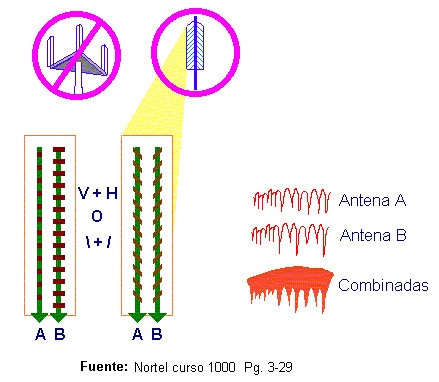 V + H
O
\ + /
A B
A B
Antena A
Antena B
Combinadas
Fuente: Nortel curso 1000 Pg. 3-29